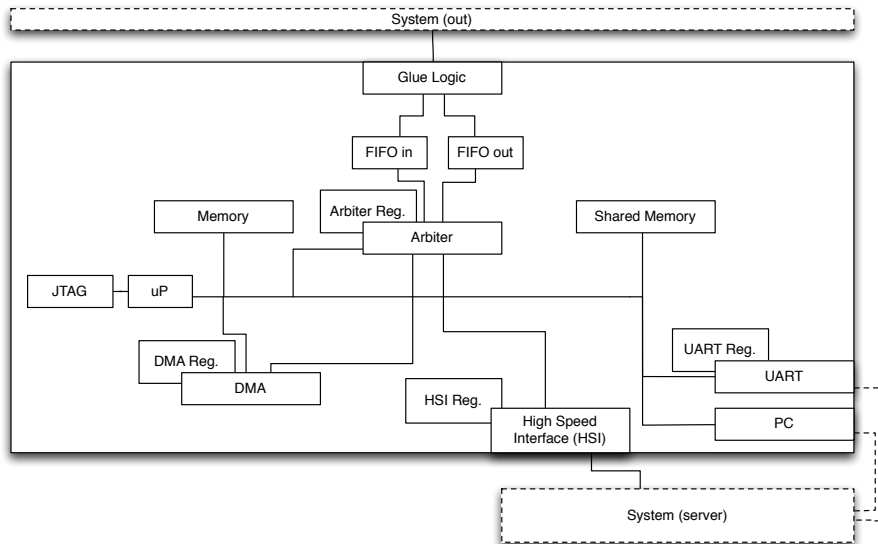 System (out)
Glue Logic
FIFO in
FIFO out
Arbiter Reg.
Memory
Shared Memory
Arbiter
JTAG
uP
UART Reg.
DMA Reg.
UART
DMA
HSI Reg.
High Speed
Interface (HSI)
PC
System (server)